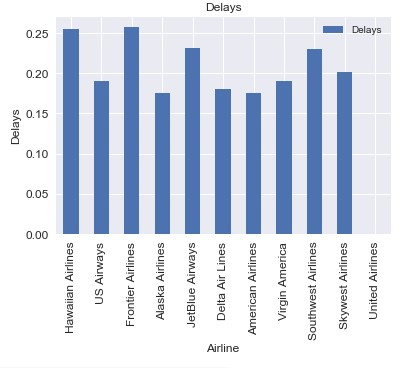 Delays
Delays
0.25
0.20
0.15
0.10
0.05
0.00
Delays
Hawaiian Airlines
US Airways
Frontier Airlines
Alaska Airlines
JetBlue Airways
Delta Air Lines
American Airlines
Virgin America
Southwest Airlines
Skywest Airlines
United Airlines
Airline